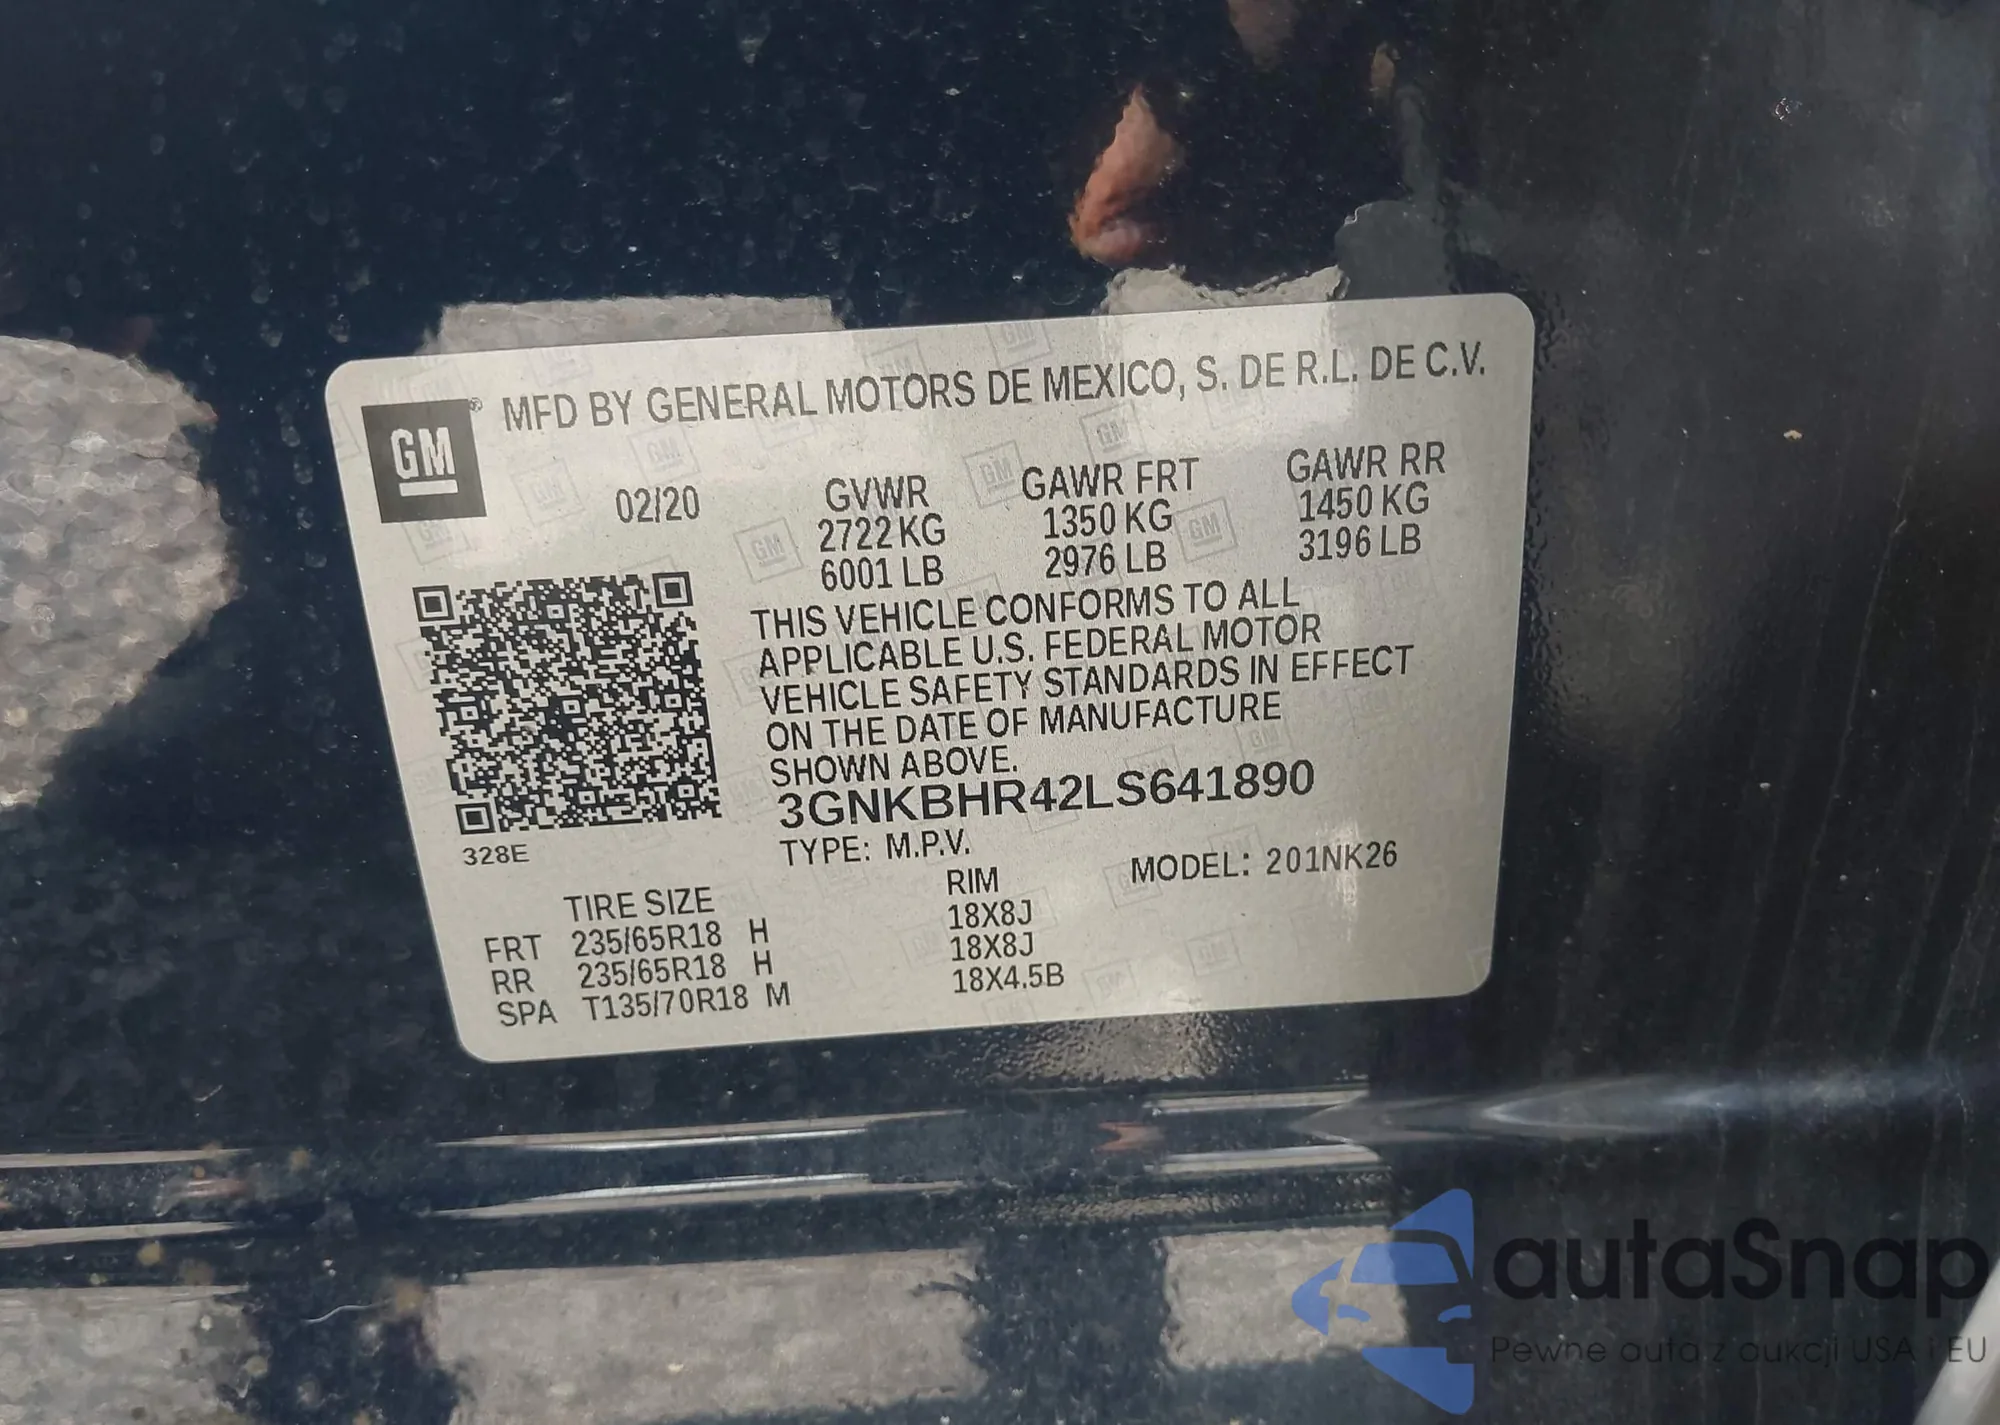 GM® MFD BY GENERAL MOTORS DE MEXICO, S. DE R.L. DE C.V.
02/20 GVWR GAWR FRT GAWR RR
2722 KG 1350 KG 1450 KG
6001 LB 2976 LB 3196 LB
THIS VEHICLE CONFORMS TO ALL
APPLICABLE U.S. FEDERAL MOTOR
VEHICLE SAFETY STANDARDS IN EFFECT
ON THE DATE OF MANUFACTURE
SHOWN ABOVE.
3GNKBHR42LS641890
328E TYPE: M.P.V. MODEL: 201NK26
TIRE SIZE RIM
FRT 235/65R18 H 18X8J
RR 235/65R18 H 18X8J
SPA T135/70R18 M 18X4.5B
autaSnap
Pewne auta z aukcji USA i EU